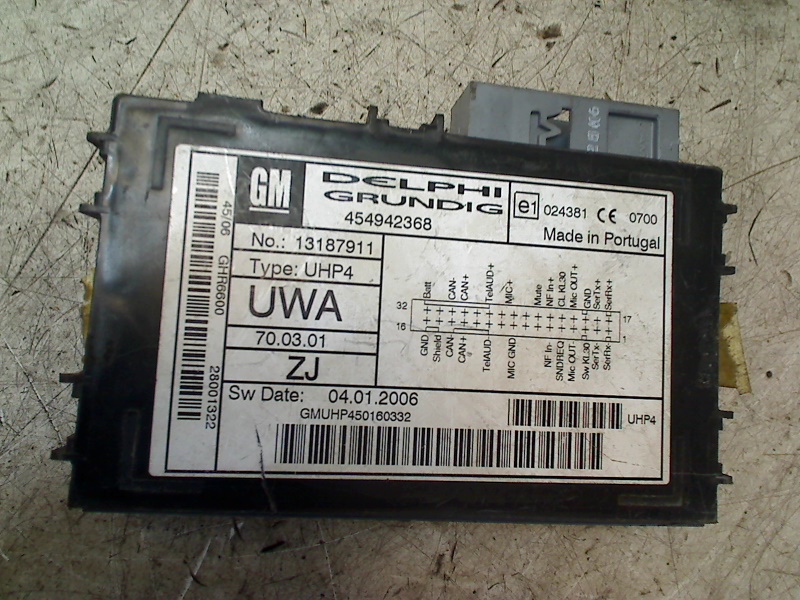 GM
DELPHI
GRUNDIG
454942368
e1 024381 CE 0700
Made in Portugal
No.: 13187911
Type: UHP4
UWA
70.03.01
ZJ
Sw Date: 04.01.2006
GMUHP450160332
UHP4
45/06 GHR6600 28001322
Batt CAN- CAN+ TelAUD+ MIC+ Mute NF In+ CL KL30 Mic OUT+ GND SerTx+ SerRx+
32 17
16 1
GND Shield CAN- CAN+ TelAUD- MIC GND NF In- SNDREQ Mic OUT- Sw KL30 SerTx- SerRx-